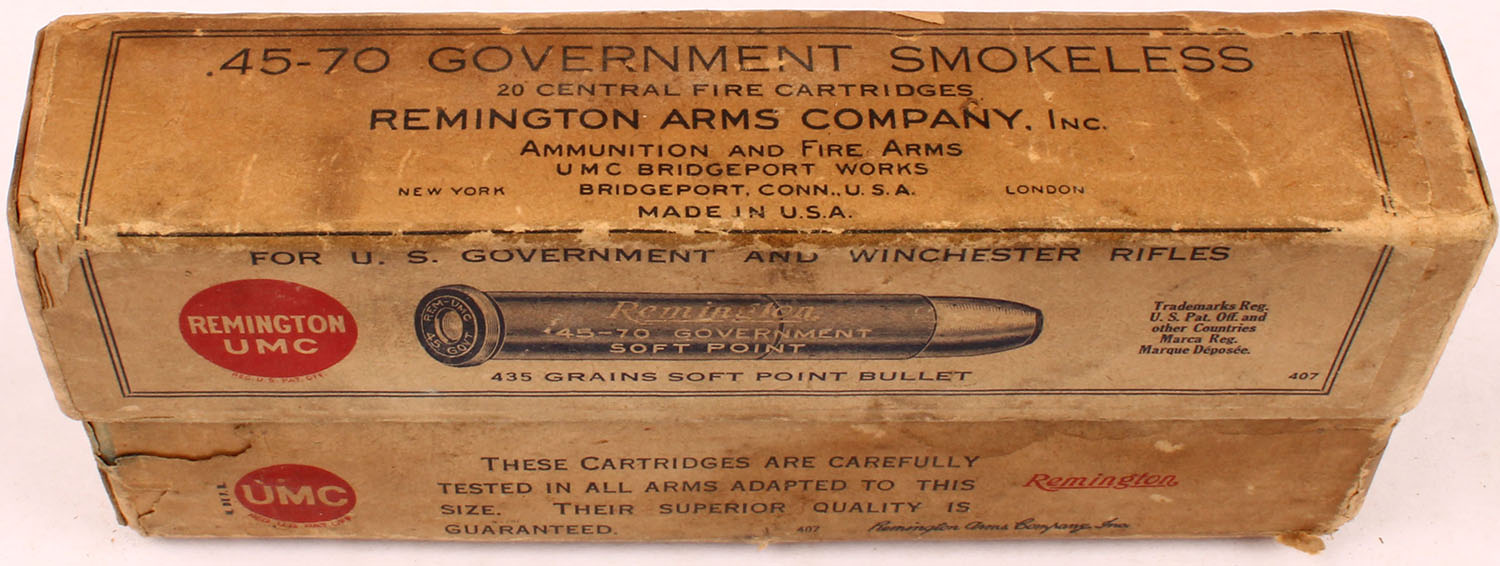 .45-70 GOVERNMENT SMOKELESS
20 CENTRAL FIRE CARTRIDGES
REMINGTON ARMS COMPANY, INC.
AMMUNITION AND FIRE ARMS
UMC BRIDGEPORT WORKS
NEW YORK BRIDGEPORT, CONN., U.S.A. LONDON
MADE IN U.S.A.
FOR U. S. GOVERNMENT AND WINCHESTER RIFLES
REMINGTON
UMC
REG. U.S. PAT. OFF.
REM-UMC
45 GOVT
Remington
.45-70 GOVERNMENT
SOFT POINT
435 GRAINS SOFT POINT BULLET
Trademarks Reg.
U. S. Pat. Off. and
other Countries
Marca Reg.
Marque Déposée.
407
UMC
THESE CARTRIDGES ARE CAREFULLY
TESTED IN ALL ARMS ADAPTED TO THIS
SIZE. THEIR SUPERIOR QUALITY IS
GUARANTEED.
407
Remington
Remington Arms Company, Inc.